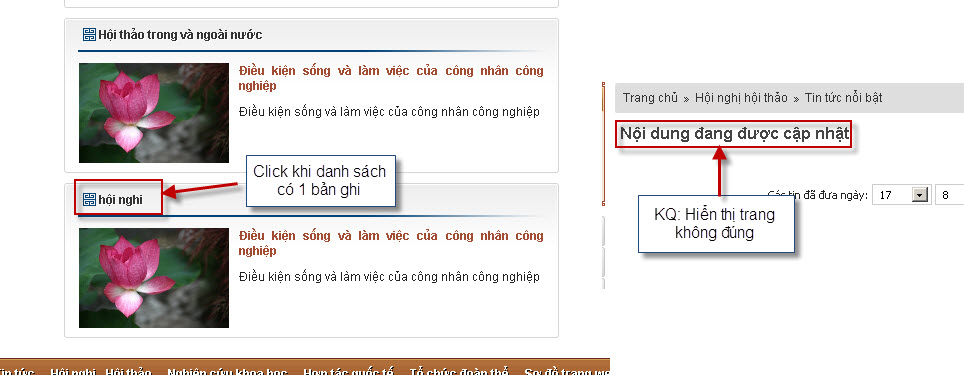 Hội thảo trong và ngoài nước
Điều kiện sống và làm việc của công nhân công
nghiệp
Điều kiện sống và làm việc của công nhân công nghiệp
Click khi danh sách
có 1 bản ghi
hội nghi
Điều kiện sống và làm việc của công nhân công
nghiệp
Điều kiện sống và làm việc của công nhân công nghiệp
Trang chủ » Hội nghị hội thảo » Tin tức nỗi bật
Nội dung đang được cập nhật
Các tin đã đưa ngày: 17 8
KQ: Hiển thị trang
không đúng
tin tức Hội nghị Hội thảo Nghiên cứu khoa học Hợp tác quốc tế Tổ chức đoàn thể Sơ đồ trang